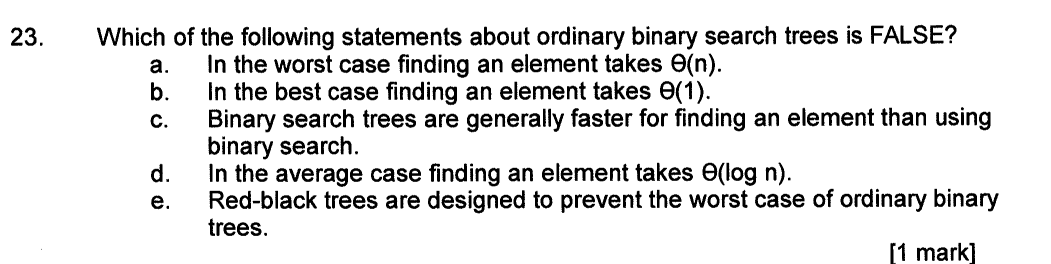 23. Which of the following statements about ordinary binary search trees is FALSE?
a. In the worst case finding an element takes Θ(n).
b. In the best case finding an element takes Θ(1).
c. Binary search trees are generally faster for finding an element than using
binary search.
d. In the average case finding an element takes Θ(log n).
e. Red-black trees are designed to prevent the worst case of ordinary binary
trees.
[1 mark]